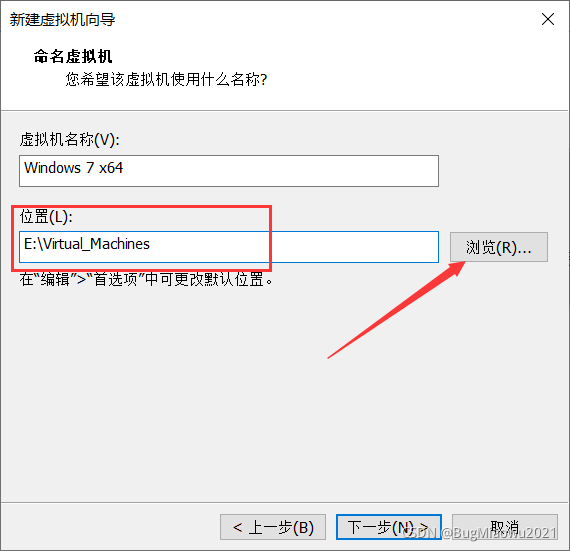 新建虚拟机向导
命名虚拟机
您希望该虚拟机使用什么名称?
虚拟机名称(V):
Windows 7 x64
位置(L):
E:\Virtual_Machines
浏览(R)...
在“编辑”>“首选项”中可更改默认位置。
< 上一步(B)
下一步(N) >
取消
CSDN @BugMiaowu2021